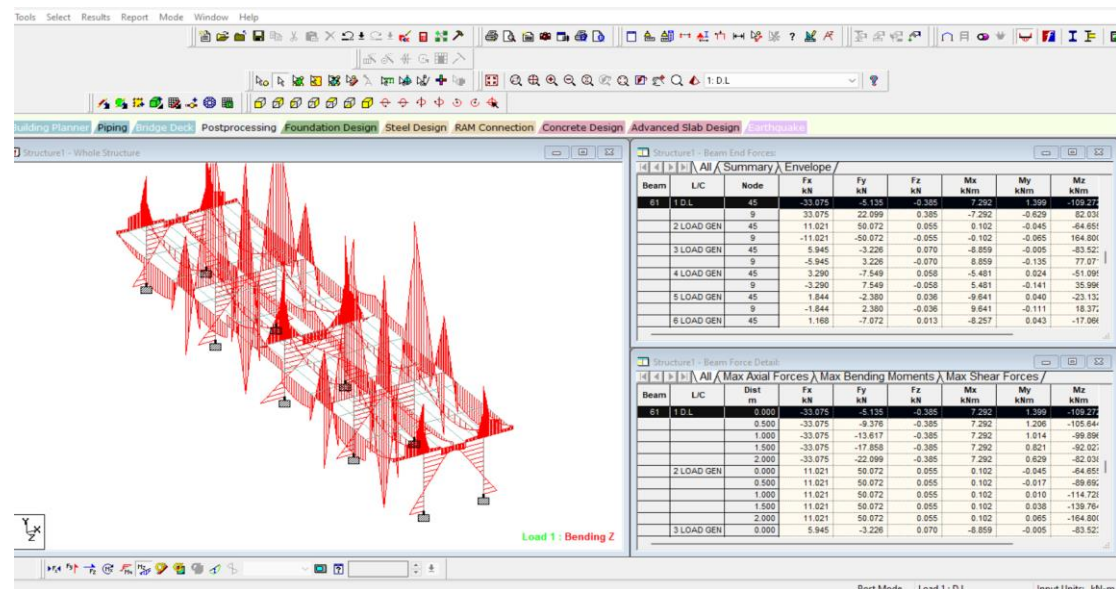 Tools Select Results Report Mode Window Help
?
1: D.L
?
Building Planner Piping Bridge Deck Postprocessing Foundation Design Steel Design RAM Connection Concrete Design Advanced Slab Design Earthquake
Structure1 - Whole Structure
Y X Z
Load 1 : Bending Z
Structure1 - Beam End Forces:
All Summary Envelope
Beam L/C Node Fx kN Fy kN Fz kN Mx kNm My kNm Mz kNm
61 1 D.L 45 -33.075 -5.135 -0.385 7.292 1.399 -109.272
9 33.075 22.099 0.385 -7.292 -0.629 82.038
2 LOAD GEN 45 11.021 50.072 0.055 0.102 -0.045 -64.655
9 -11.021 -50.072 -0.055 -0.102 -0.065 164.800
3 LOAD GEN 45 5.945 -3.226 0.070 -8.859 -0.005 -83.523
9 -5.945 3.226 -0.070 8.859 -0.135 77.071
4 LOAD GEN 45 3.290 -7.549 0.058 -5.481 0.024 -51.095
9 -3.290 7.549 -0.058 5.481 -0.141 35.996
5 LOAD GEN 45 1.844 -2.380 0.036 -9.641 0.040 -23.132
9 -1.844 2.380 -0.036 9.641 -0.111 18.372
6 LOAD GEN 45 1.168 -7.072 0.013 -8.257 0.043 -17.066
Structure1 - Beam Force Detail:
All Max Axial Forces Max Bending Moments Max Shear Forces
Beam L/C Dist m Fx kN Fy kN Fz kN Mx kNm My kNm Mz kNm
61 1 D.L 0.000 -33.075 -5.135 -0.385 7.292 1.399 -109.272
0.500 -33.075 -9.376 -0.385 7.292 1.206 -105.644
1.000 -33.075 -13.617 -0.385 7.292 1.014 -99.896
1.500 -33.075 -17.858 -0.385 7.292 0.821 -92.027
2.000 -33.075 -22.099 -0.385 7.292 0.629 -82.038
2 LOAD GEN 0.000 11.021 50.072 0.055 0.102 -0.045 -64.655
0.500 11.021 50.072 0.055 0.102 -0.017 -89.692
1.000 11.021 50.072 0.055 0.102 0.010 -114.728
1.500 11.021 50.072 0.055 0.102 0.038 -139.764
2.000 11.021 50.072 0.055 0.102 0.065 -164.800
3 LOAD GEN 0.000 5.945 -3.226 0.070 -8.859 -0.005 -83.523
Post Mode Load 1 : D.L Input Units: kN-m